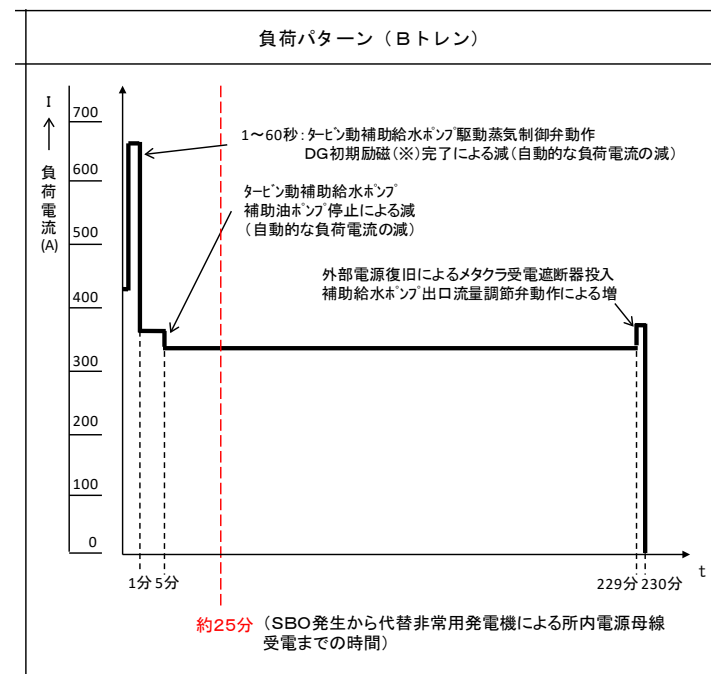 負荷パターン（Ｂトレン）
I
↑
負荷電流
(A)
700
600
500
400
300
200
100
0
1～60秒：ﾀｰﾋﾞﾝ動補助給水ﾎﾟﾝﾌﾟ駆動蒸気制御弁動作
DG初期励磁（※）完了による減（自動的な負荷電流の減）
ﾀｰﾋﾞﾝ動補助給水ﾎﾟﾝﾌﾟ
補助油ﾎﾟﾝﾌﾟ停止による減
（自動的な負荷電流の減）
外部電源復旧によるメタクラ受電遮断器投入
補助給水ﾎﾟﾝﾌﾟ出口流量調節弁動作による増
t
1分 5分
229分 230分
約２５分 （ＳＢＯ発生から代替非常用発電機による所内電源母線
受電までの時間）